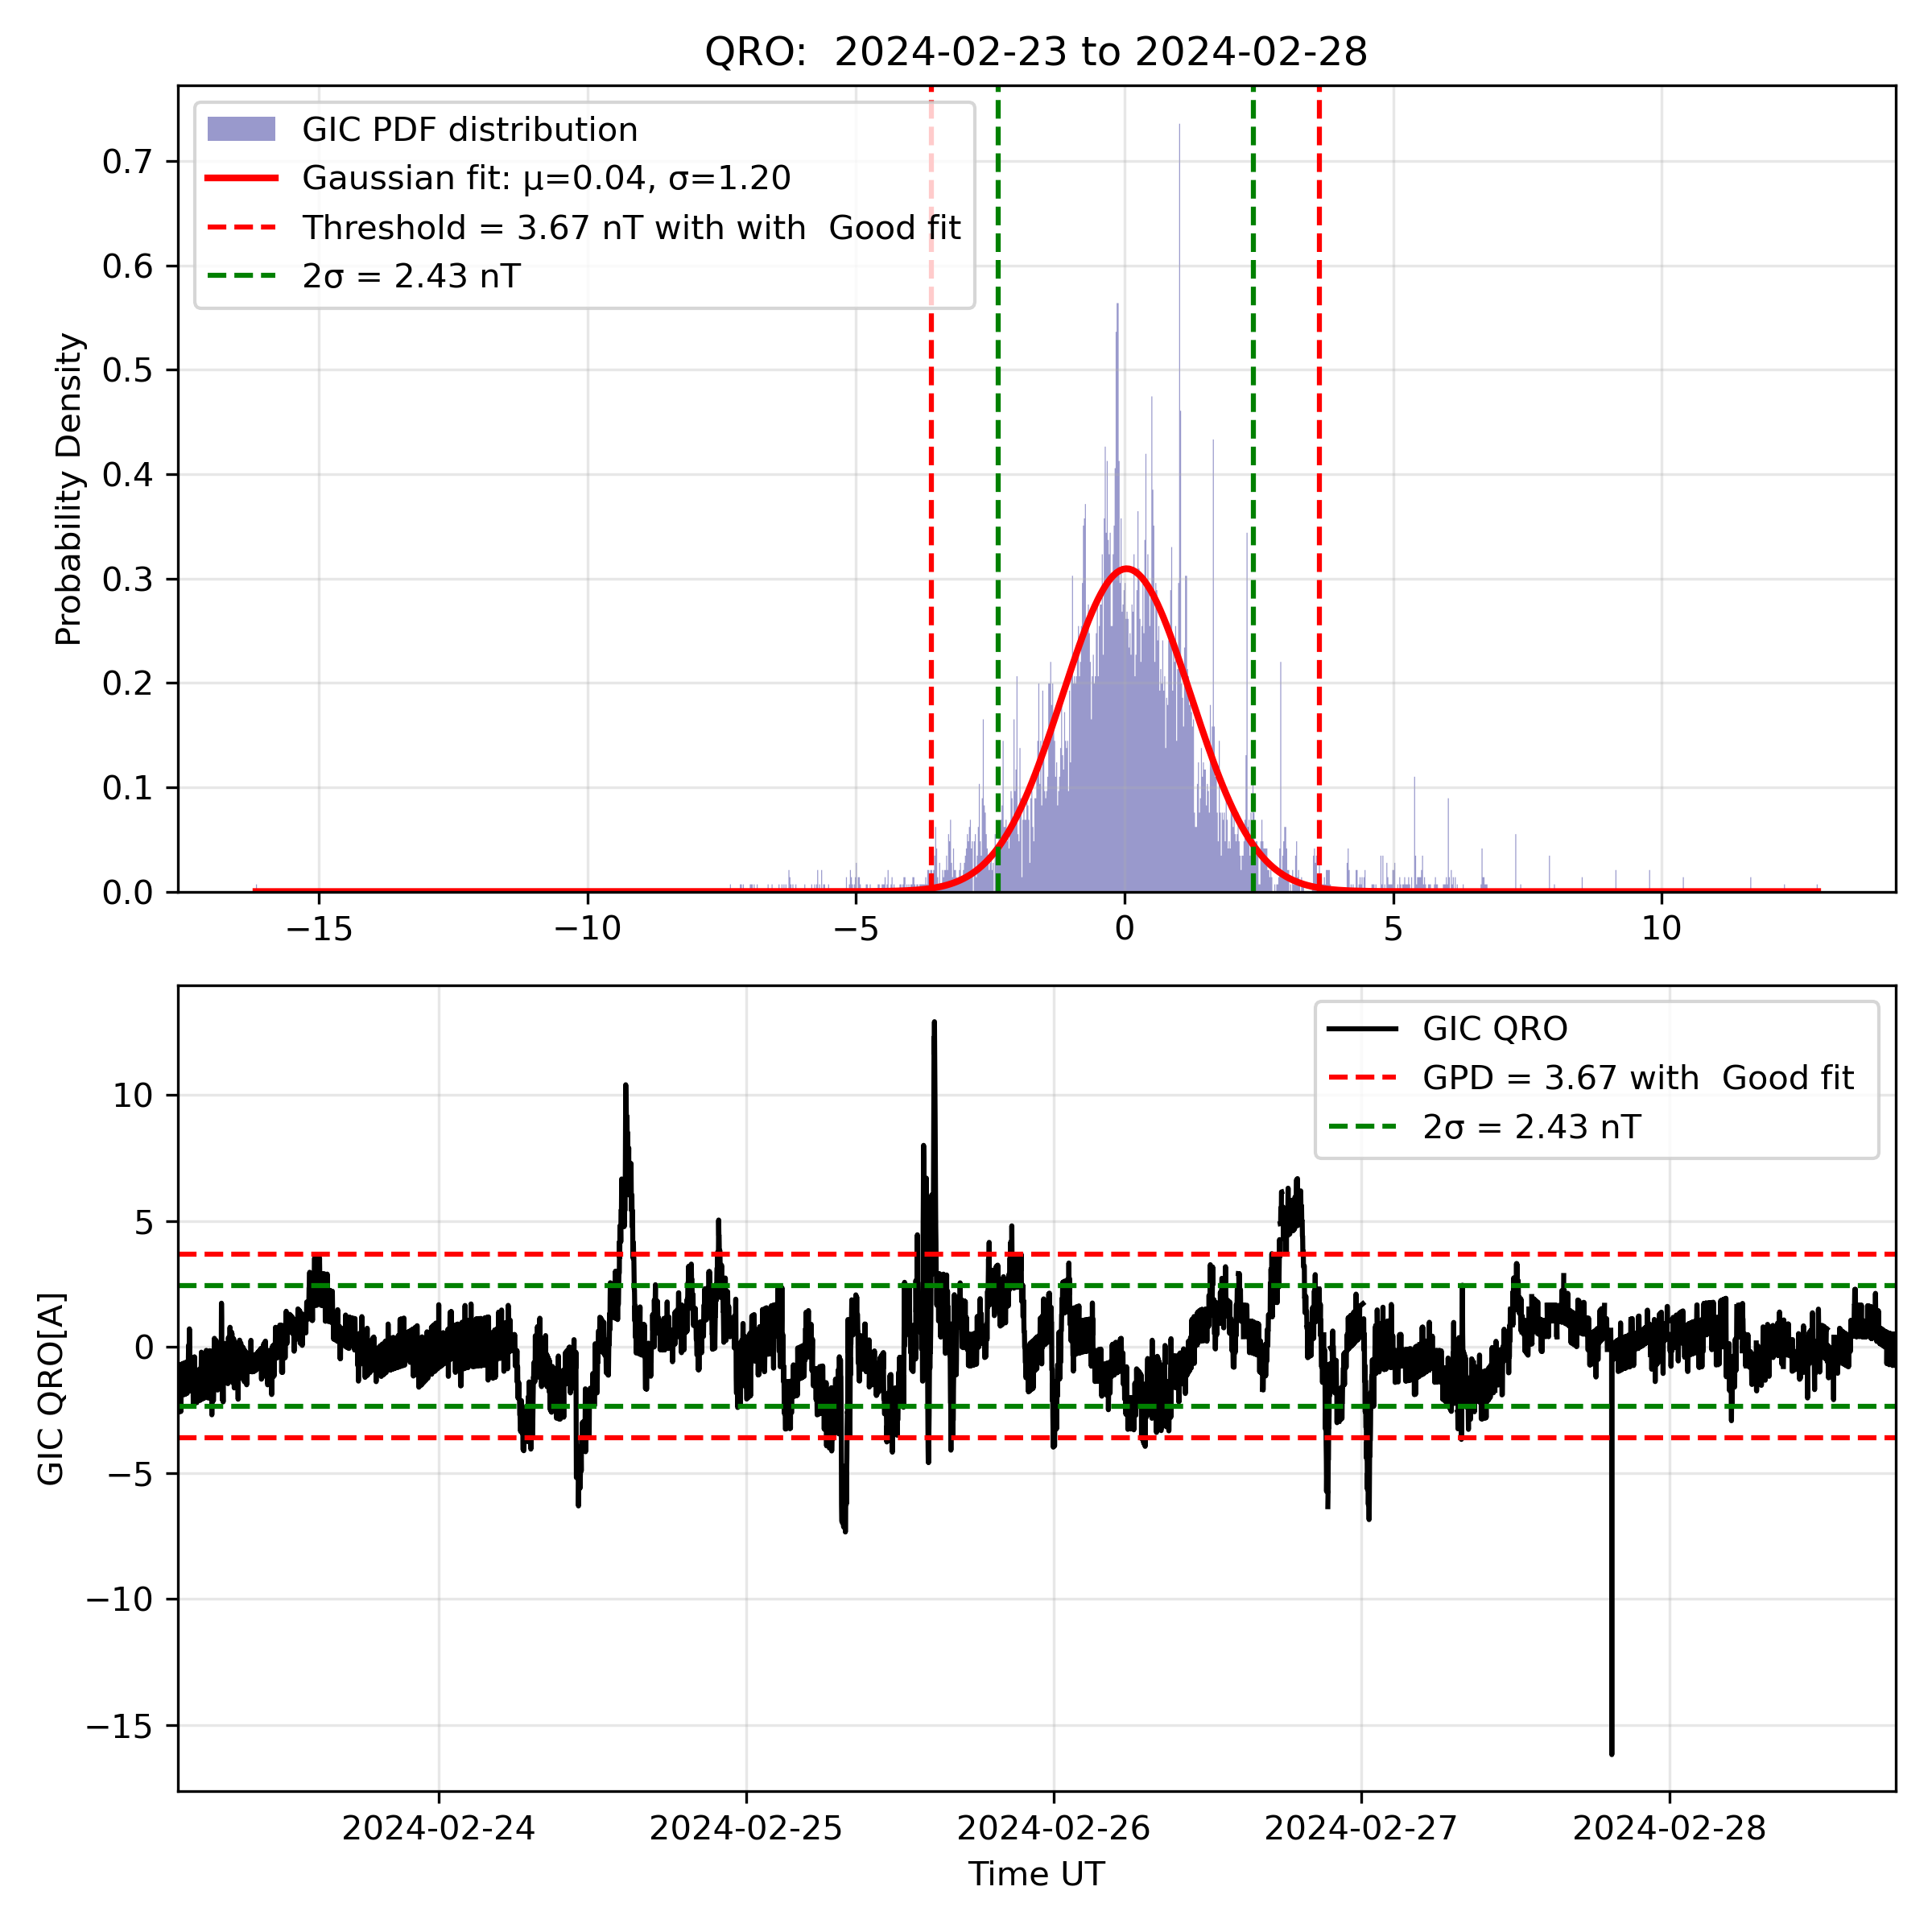 QRO:  2024-02-23 to 2024-02-28
GIC PDF distribution
Gaussian fit: μ=0.04, σ=1.20
Threshold = 3.67 nT with with  Good fit
2σ = 2.43 nT
Probability Density
0.7
0.6
0.5
0.4
0.3
0.2
0.1
0.0
−15 −10 −5 0 5 10
GIC QRO
GPD = 3.67 with  Good fit
2σ = 2.43 nT
GIC QRO[A]
10
5
0
−5
−10
−15
2024-02-24 2024-02-25 2024-02-26 2024-02-27 2024-02-28
Time UT